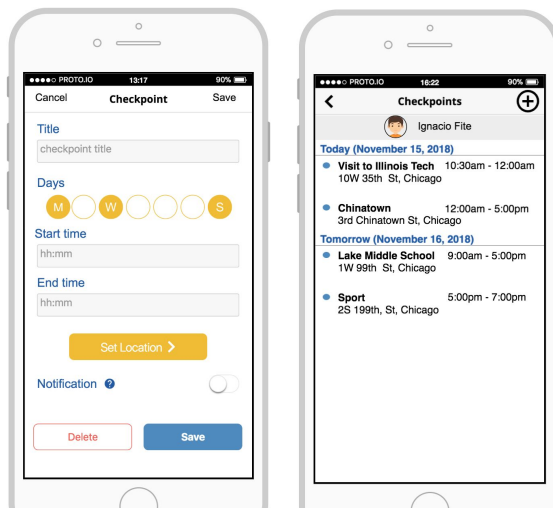 PROTO.IO 13:17 90%
Cancel Checkpoint Save
Title
checkpoint title
Days
M W S
Start time
hh:mm
End time
hh:mm
Set Location
Notification ?
Delete Save
PROTO.IO 16:22 90%
Checkpoints
Ignacio Fite
Today (November 15, 2018)
Visit to Illinois Tech 10:30am - 12:00am
10W 35th St, Chicago
Chinatown 12:00am - 5:00pm
3rd Chinatown St, Chicago
Tomorrow (November 16, 2018)
Lake Middle School 9:00am - 5:00pm
1W 99th St, Chicago
Sport 5:00pm - 7:00pm
2S 199th, St, Chicago